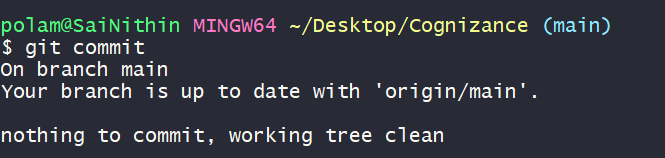 polam@SaiNithin MINGW64 ~/Desktop/Cognizance (main)
$ git commit
On branch main
Your branch is up to date with 'origin/main'.
nothing to commit, working tree clean